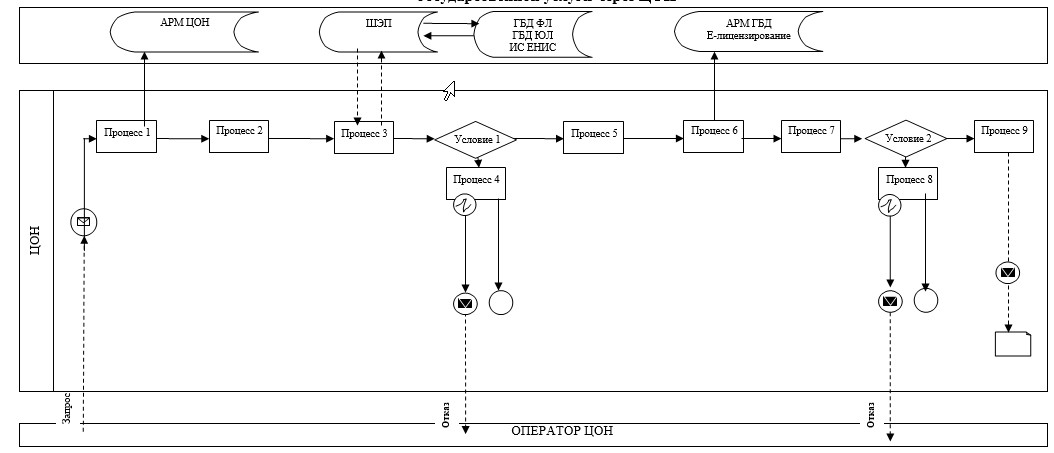 АРМ ЦОН
ШЭП
ГБД ФЛ
ГБД ЮЛ
ИС ЕНИС
АРМ ГБД
Е-лицензирование
ЦОН
Процесс 1
Процесс 2
Процесс 3
Условие 1
Процесс 5
Процесс 6
Процесс 7
Условие 2
Процесс 9
Процесс 4
Процесс 8
Запрос
Отказ
Отказ
ОПЕРАТОР ЦОН